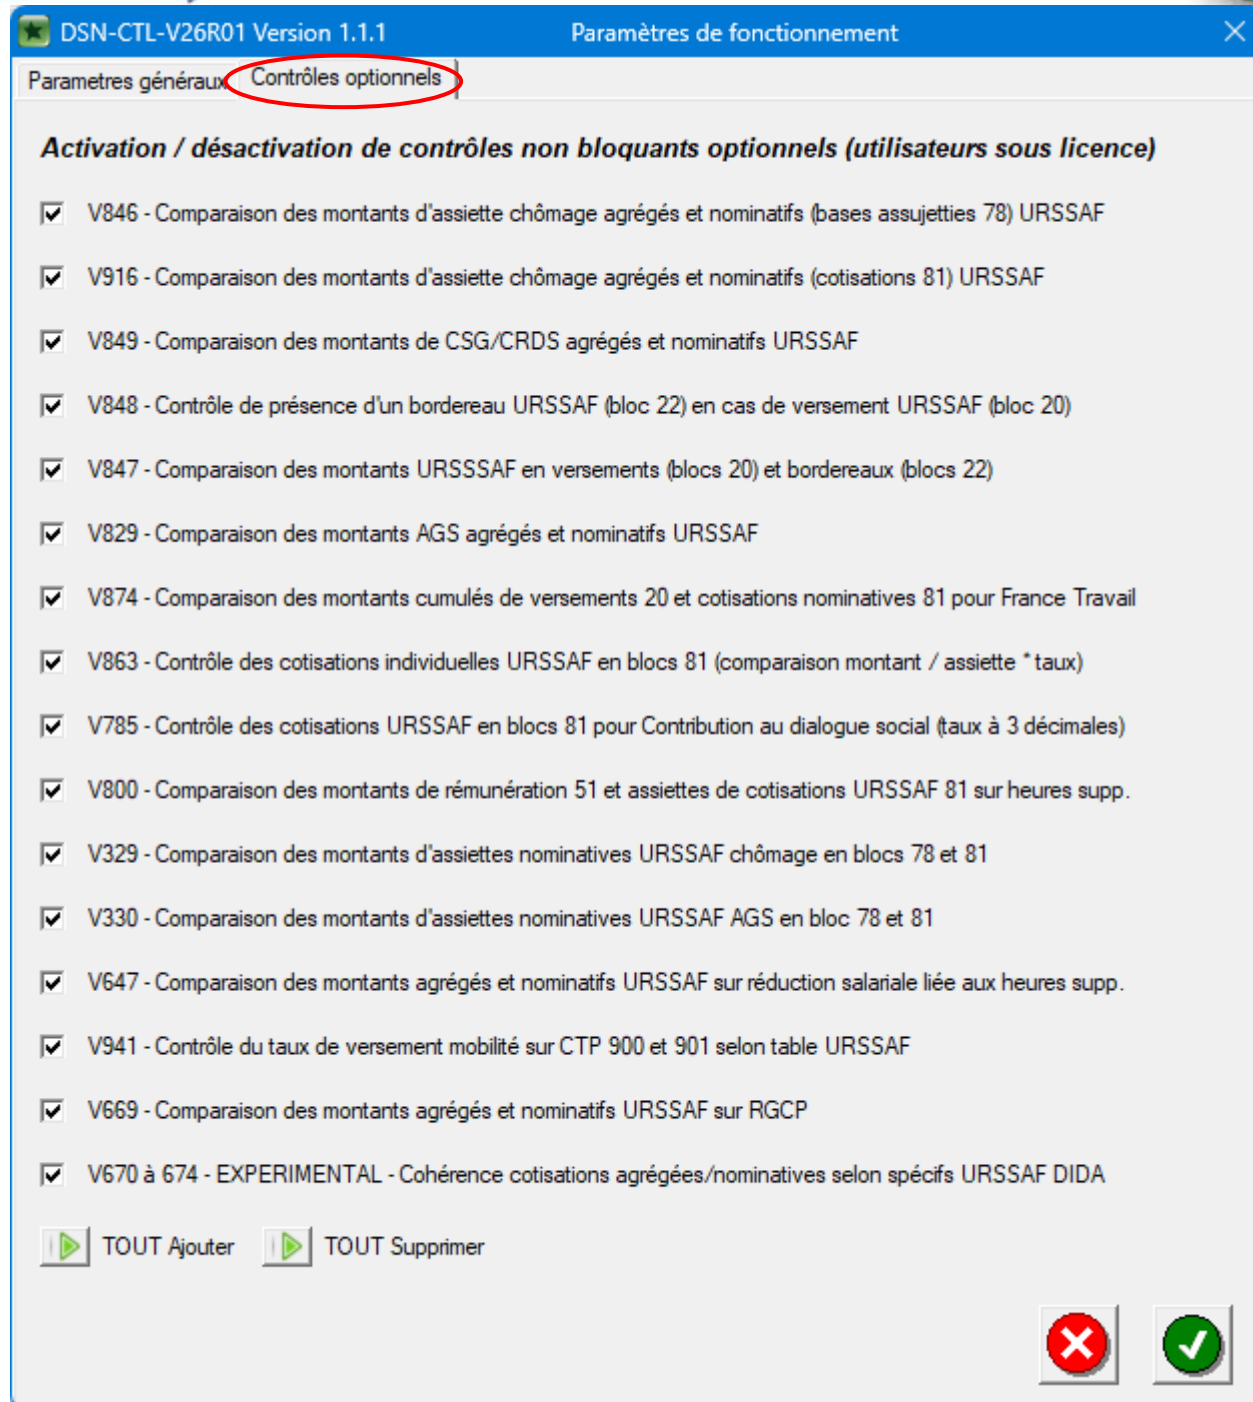 DSN-CTL-V26R01 Version 1.1.1 Paramètres de fonctionnement
Parametres généraux Contrôles optionnels
Activation / désactivation de contrôles non bloquants optionnels (utilisateurs sous licence)
V846 - Comparaison des montants d'assiette chômage agrégés et nominatifs (bases assujetties 78) URSSAF
V916 - Comparaison des montants d'assiette chômage agrégés et nominatifs (cotisations 81) URSSAF
V849 - Comparaison des montants de CSG/CRDS agrégés et nominatifs URSSAF
V848 - Contrôle de présence d'un bordereau URSSAF (bloc 22) en cas de versement URSSAF (bloc 20)
V847 - Comparaison des montants URSSSAF en versements (blocs 20) et bordereaux (blocs 22)
V829 - Comparaison des montants AGS agrégés et nominatifs URSSAF
V874 - Comparaison des montants cumulés de versements 20 et cotisations nominatives 81 pour France Travail
V863 - Contrôle des cotisations individuelles URSSAF en blocs 81 (comparaison montant / assiette * taux)
V785 - Contrôle des cotisations URSSAF en blocs 81 pour Contribution au dialogue social (taux à 3 décimales)
V800 - Comparaison des montants de rémunération 51 et assiettes de cotisations URSSAF 81 sur heures supp.
V329 - Comparaison des montants d'assiettes nominatives URSSAF chômage en blocs 78 et 81
V330 - Comparaison des montants d'assiettes nominatives URSSAF AGS en bloc 78 et 81
V647 - Comparaison des montants agrégés et nominatifs URSSAF sur réduction salariale liée aux heures supp.
V941 - Contrôle du taux de versement mobilité sur CTP 900 et 901 selon table URSSAF
V669 - Comparaison des montants agrégés et nominatifs URSSAF sur RGCP
V670 à 674 - EXPERIMENTAL - Cohérence cotisations agrégées/nominatives selon spécifs URSSAF DIDA
TOUT Ajouter TOUT Supprimer